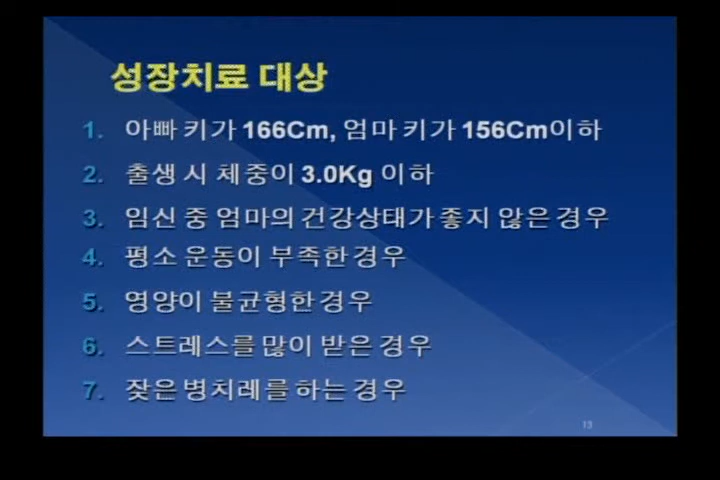 성장치료 대상
1. 아빠 키가 166Cm, 엄마 키가 156Cm이하
2. 출생 시 체중이 3.0Kg 이하
3. 임신 중 엄마의 건강상태가 좋지 않은 경우
4. 평소 운동이 부족한 경우
5. 영양이 불균형한 경우
6. 스트레스를 많이 받은 경우
7. 잦은 병치레를 하는 경우
13